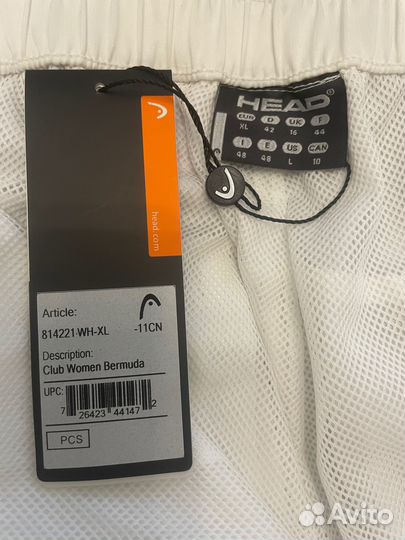 HEAD®
EUR D UK F
XL 42 16 44
I E US CAN
48 48 L 10
head.com
Article:
814221-WH-XL -11CN
Description:
Club Women Bermuda
UPC:
7 26423 44147 2
PCS
Avito